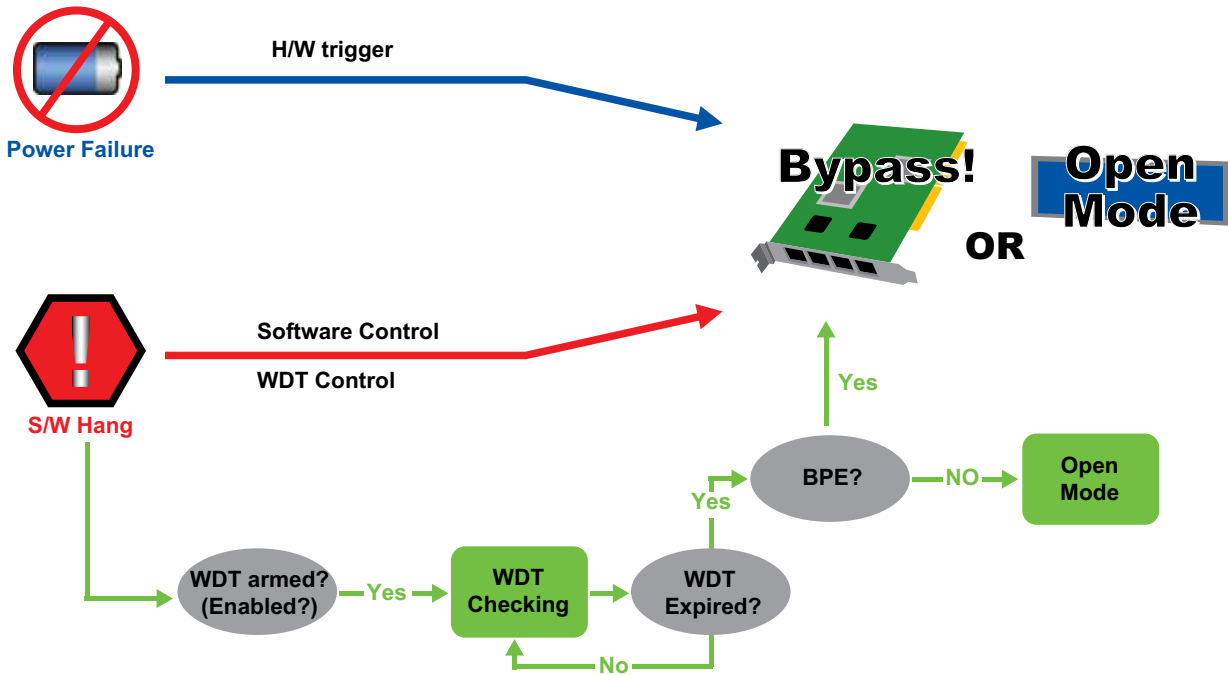 H/W trigger
Power Failure
Bypass!
OR
Open
Mode
Software Control
WDT Control
S/W Hang
Yes
BPE?
NO
Open
Mode
Yes
WDT armed?
(Enabled?)
Yes
WDT
Checking
WDT
Expired?
No